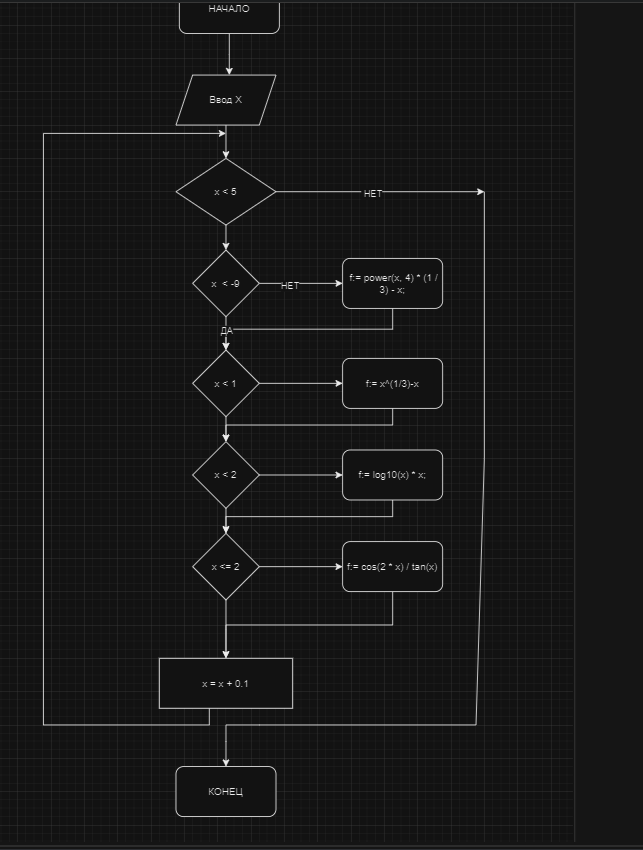 НАЧАЛО
Ввод X
x < 5
НЕТ
x < -9
НЕТ
f:= power(x, 4) * (1 /
3) - x;
ДА
x < 1
f:= x^(1/3)-x
x < 2
f:= log10(x) * x;
x <= 2
f:= cos(2 * x) / tan(x)
x = x + 0.1
КОНЕЦ